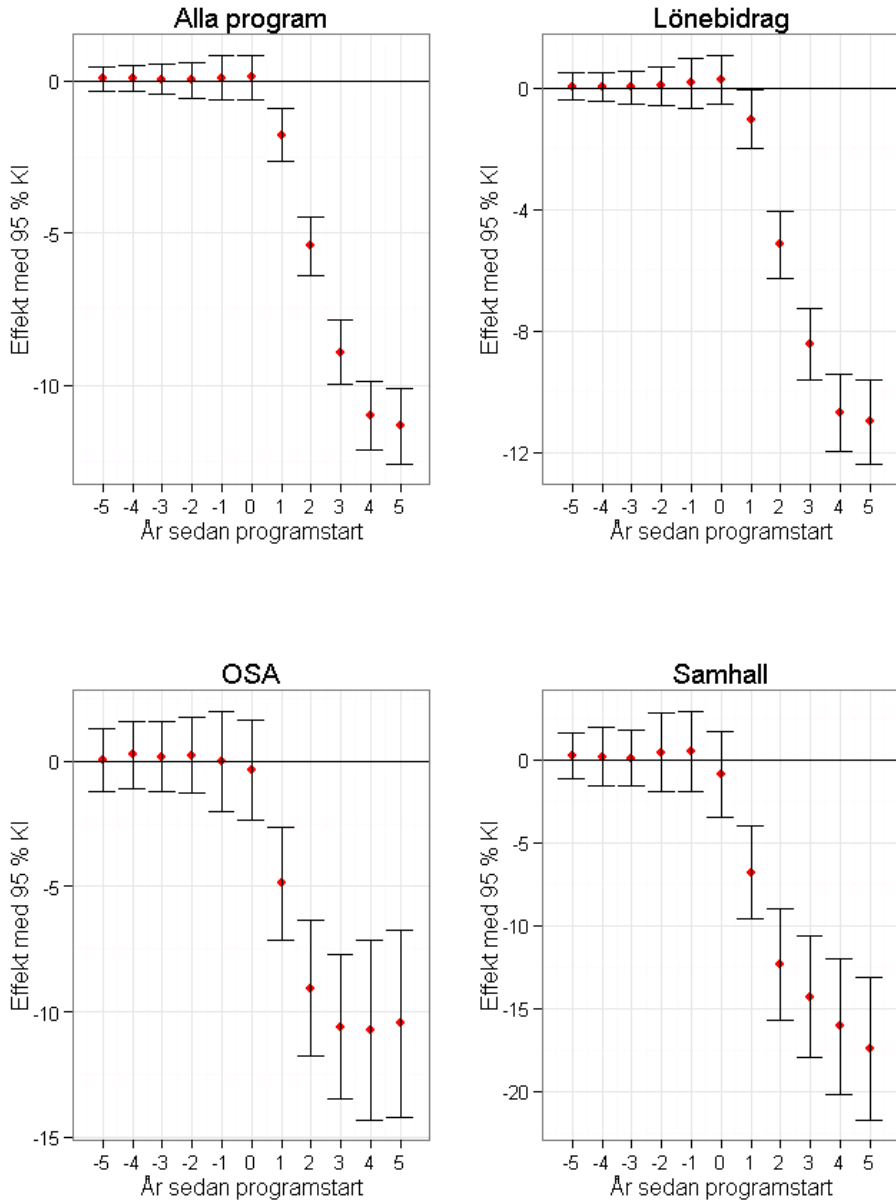 Alla program
Effekt med 95 % KI
0
-5
-10
-5 -4 -3 -2 -1 0 1 2 3 4 5
År sedan programstart
Lönebidrag
Effekt med 95 % KI
0
-4
-8
-12
-5 -4 -3 -2 -1 0 1 2 3 4 5
År sedan programstart
OSA
Effekt med 95 % KI
0
-5
-10
-15
-5 -4 -3 -2 -1 0 1 2 3 4 5
År sedan programstart
Samhall
Effekt med 95 % KI
0
-5
-10
-15
-20
-5 -4 -3 -2 -1 0 1 2 3 4 5
År sedan programstart